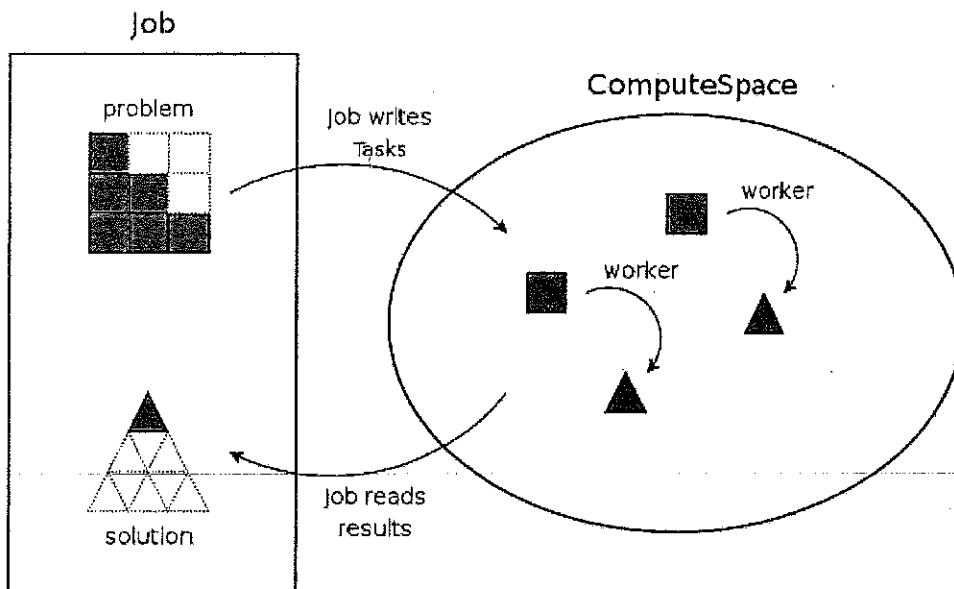 Job
problem
Job writes
Tasks
ComputeSpace
worker
worker
Job reads
results
solution